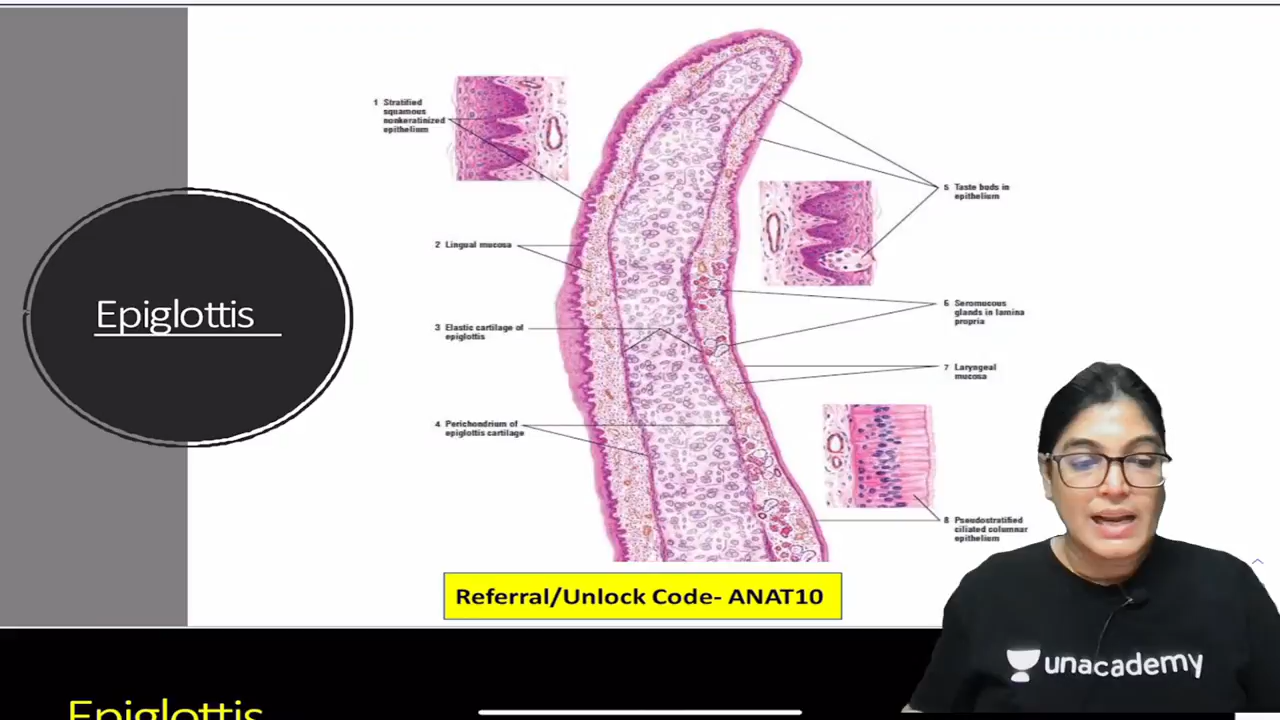 Epiglottis
1 Stratified
squamous
nonkeratinized
epithelium
2 Lingual mucosa
3 Elastic cartilage of
epiglottis
4 Perichondrium of
epiglottis cartilage
5 Taste buds in
epithelium
6 Seromucous
glands in lamina
propria
7 Laryngeal
mucosa
8 Pseudostratified
ciliated columnar
epithelium
Referral/Unlock Code- ANAT10
unacademy
Epiglottis